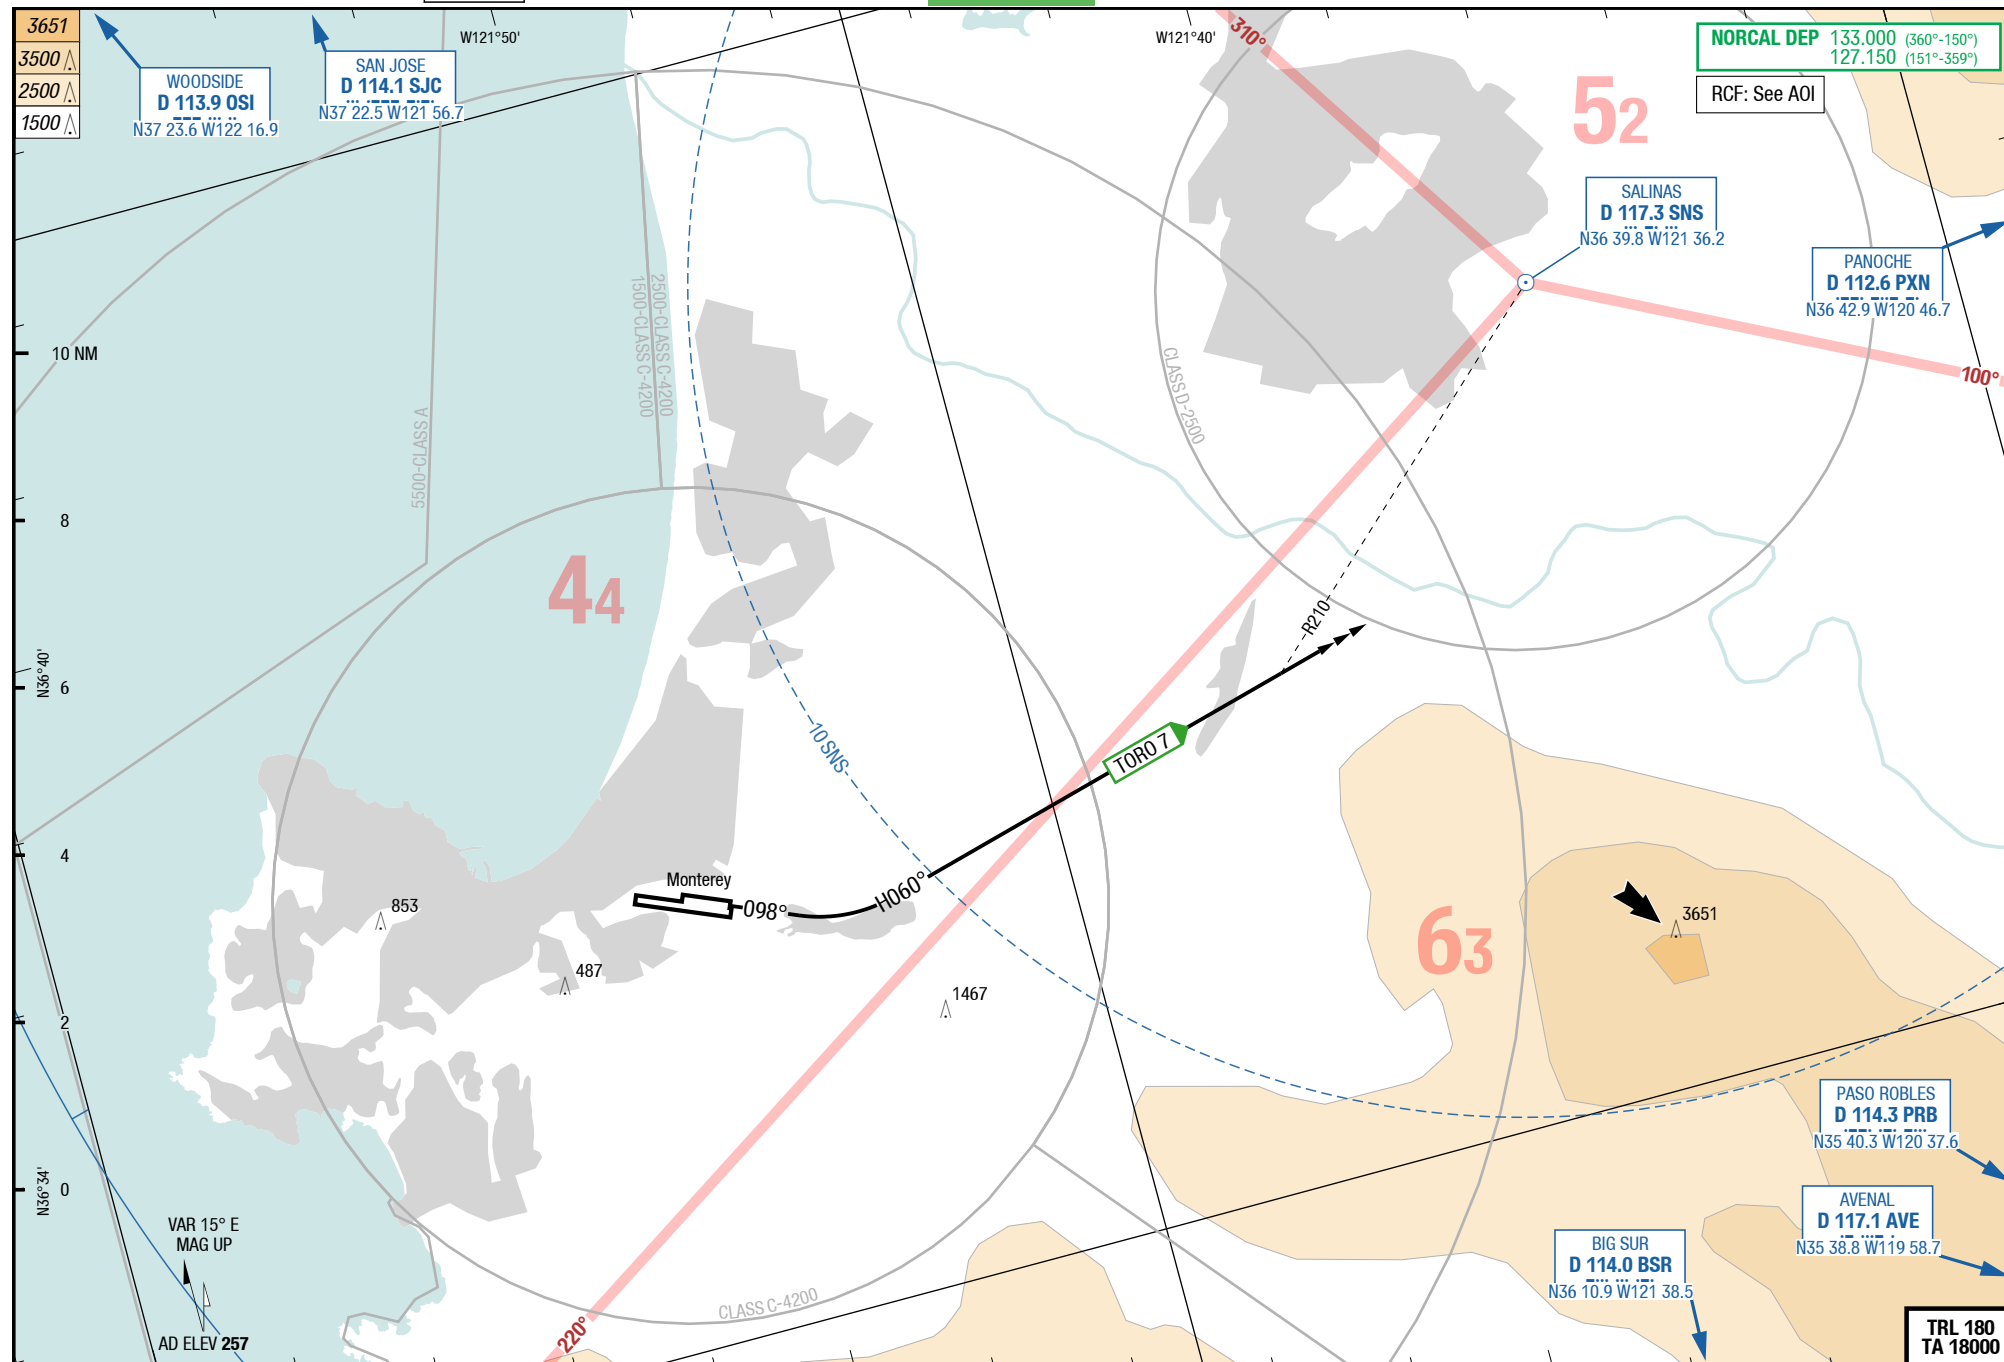 3651
3500
2500
1500
WOODSIDE
D 113.9 OSI
N37 23.6 W122 16.9
SAN JOSE
D 114.1 SJC
N37 22.5 W121 56.7
W121°50'
W121°40'
310°
NORCAL DEP 133.000 (360°-150°)
127.150 (151°-359°)
RCF: See AOI
52
SALINAS
D 117.3 SNS
N36 39.8 W121 36.2
PANOCHE
D 112.6 PXN
N36 42.9 W120 46.7
100°
10 NM
8
6
4
2
0
N36°40'
N36°34'
5500-CLASS A
1500-CLASS C-4200
2500-CLASS C-4200
CLASS D-2500
44
R210
10 SNS
TORO 7
Monterey
098°
H060°
853
487
1467
63
3651
PASO ROBLES
D 114.3 PRB
N35 40.3 W120 37.6
AVENAL
D 117.1 AVE
N35 38.8 W119 58.7
BIG SUR
D 114.0 BSR
N36 10.9 W121 38.5
VAR 15° E
MAG UP
AD ELEV 257
CLASS C-4200
220°
TRL 180
TA 18000